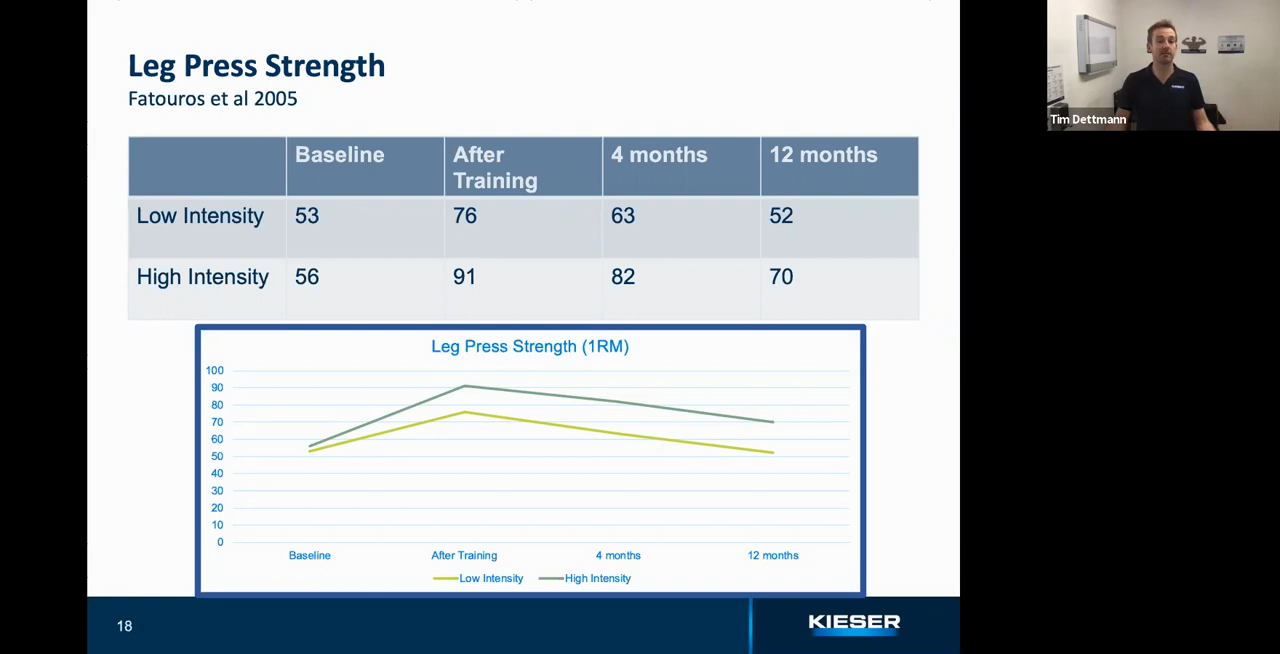 Leg Press Strength
Fatouros et al 2005
Baseline
After
Training
4 months
12 months
Low Intensity 53 76 63 52
High Intensity 56 91 82 70
Leg Press Strength (1RM)
100
90
80
70
60
50
40
30
20
10
0
Baseline After Training 4 months 12 months
Low Intensity High Intensity
18
KIESER
Tim Dettmann